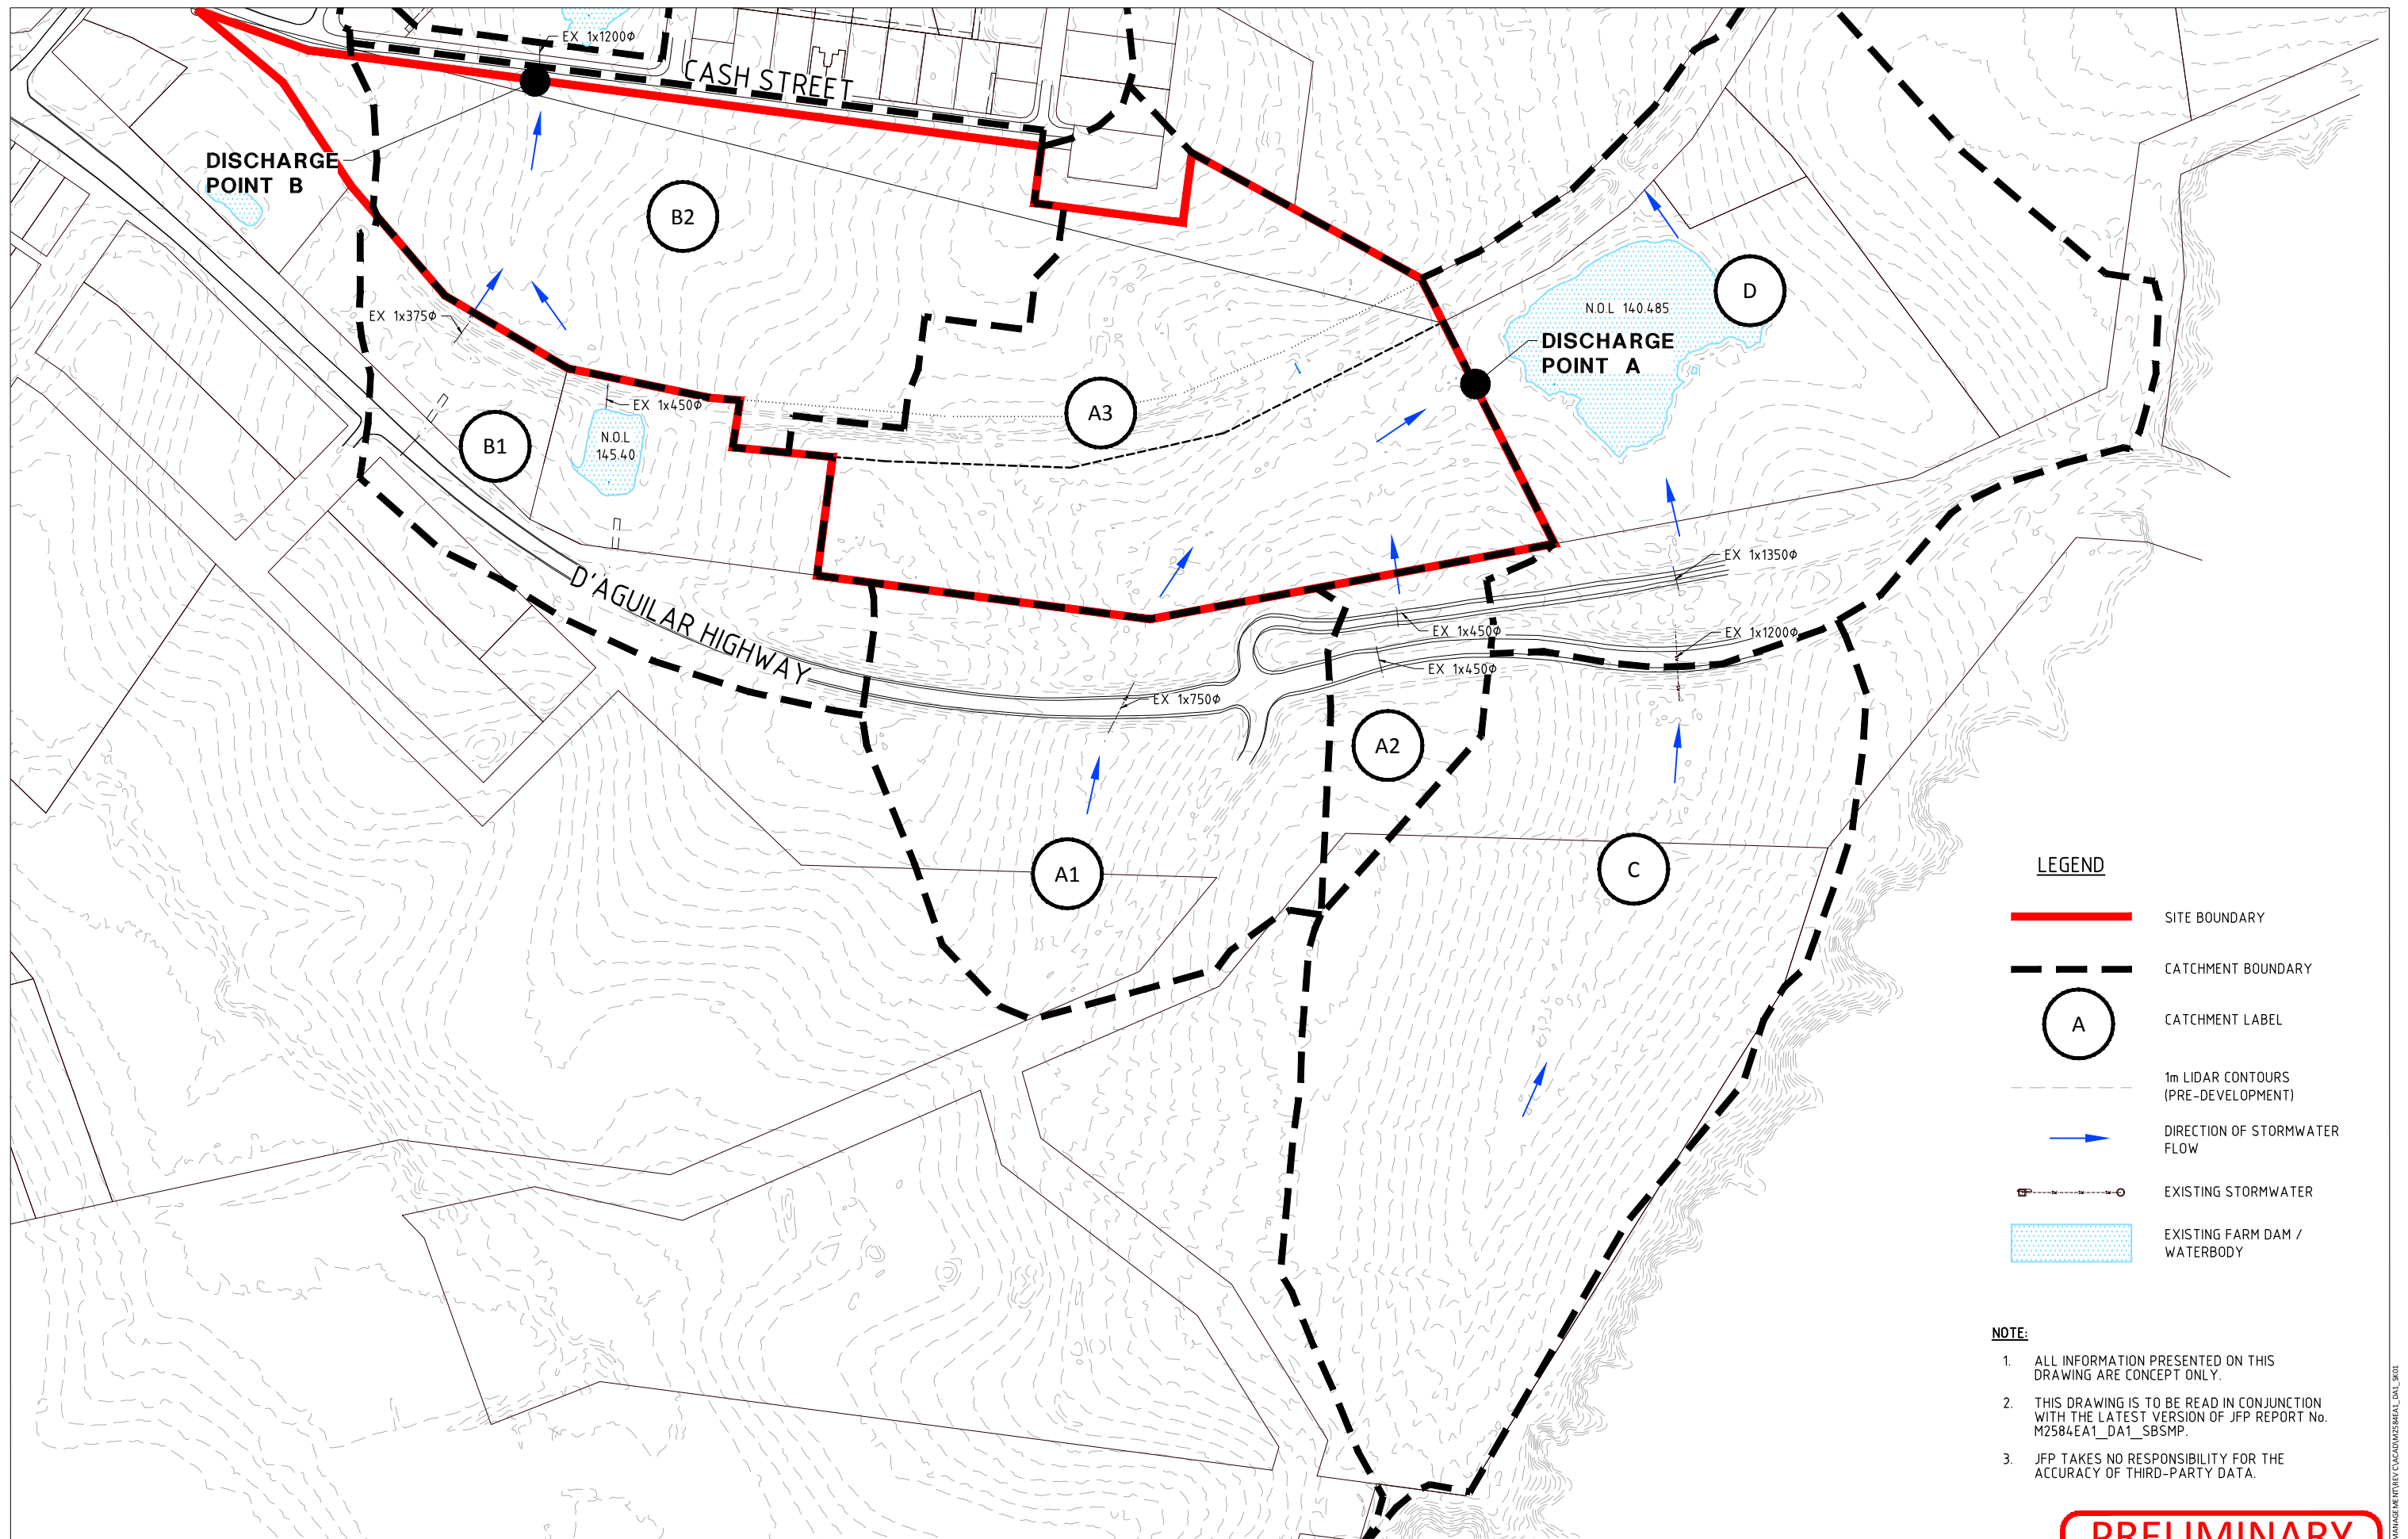 EX 1x1200Φ
CASH STREET
DISCHARGE
POINT B
B2
D
N.O.L 140.485
EX 1x375Φ
DISCHARGE
POINT A
EX 1x450Φ
A3
N.O.L
145.40
B1
EX 1x1350Φ
D'AGUILAR HIGHWAY
EX 1x450Φ
EX 1x1200Φ
EX 1x450Φ
EX 1x750Φ
A2
A1
C
LEGEND
SITE BOUNDARY
CATCHMENT BOUNDARY
A
CATCHMENT LABEL
1m LIDAR CONTOURS
(PRE-DEVELOPMENT)
DIRECTION OF STORMWATER
FLOW
EXISTING STORMWATER
EXISTING FARM DAM /
WATERBODY
NOTE:
1. ALL INFORMATION PRESENTED ON THIS
DRAWING ARE CONCEPT ONLY.
2. THIS DRAWING IS TO BE READ IN CONJUNCTION
WITH THE LATEST VERSION OF JFP REPORT No.
M2584EA1_DA1_SBSMP.
3. JFP TAKES NO RESPONSIBILITY FOR THE
ACCURACY OF THIRD-PARTY DATA.
PRELIMINARY